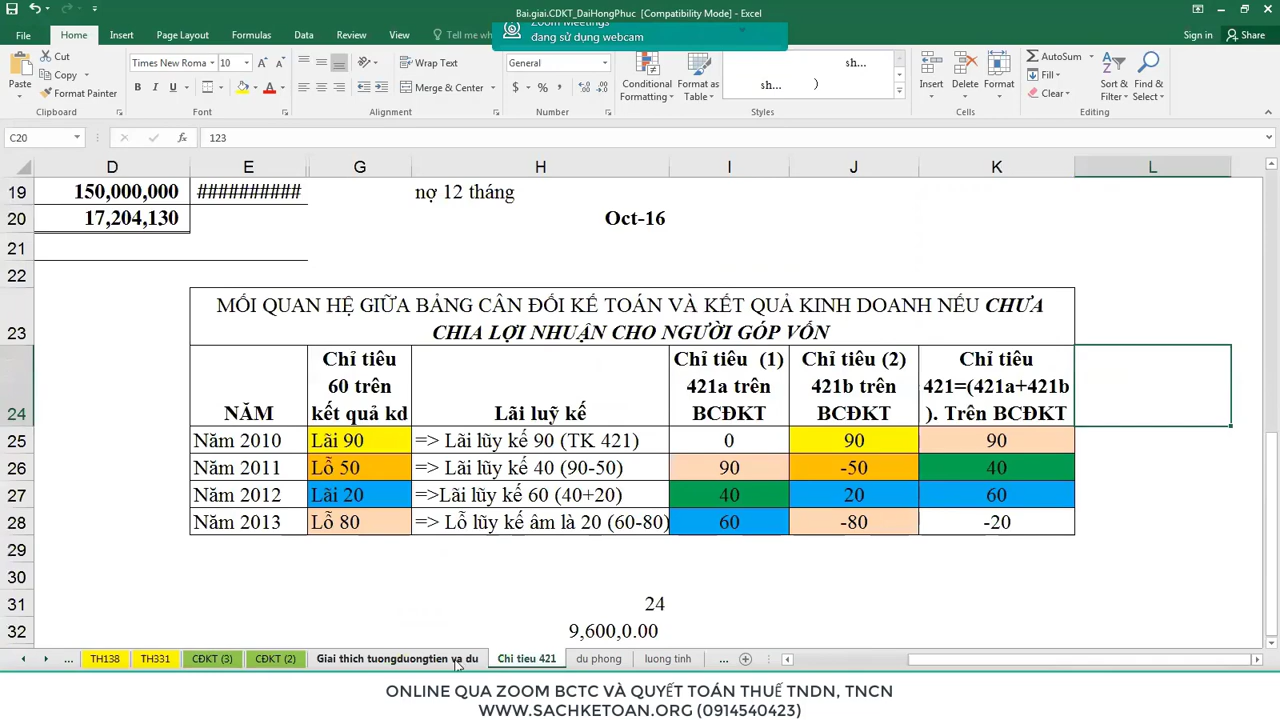 Bai.giai.CDKT_DaiHongPhuc [Compatibility Mode] - Excel
Zoom Meetings
đang sử dụng webcam
File Home Insert Page Layout Formulas Data Review View Tell me Sign in Share
Paste Cut Copy Format Painter
Times New Roma 10 Wrap Text Merge & Center General
B I U A $ % ,
Conditional Formatting Format as Table sh... sh... ) Insert Delete Format AutoSum Fill Clear Sort & Filter Find & Select
Clipboard Font Alignment Number Styles Cells Editing
C20 fx 123
D E G H I J K L
19 150,000,000 ########## nợ 12 tháng
20 17,204,130 Oct-16
21
22
23 MỐI QUAN HỆ GIỮA BẢNG CÂN ĐỐI KẾ TOÁN VÀ KẾT QUẢ KINH DOANH NẾU CHƯA
CHIA LỢI NHUẬN CHO NGƯỜI GÓP VỐN
24 NĂM Chỉ tiêu 60 trên kết quả kd Lãi luỹ kế Chỉ tiêu (1) 421a trên BCĐKT Chỉ tiêu (2) 421b trên BCĐKT Chỉ tiêu 421=(421a+421b ). Trên BCĐKT
25 Năm 2010 Lãi 90 => Lãi lũy kế 90 (TK 421) 0 90 90
26 Năm 2011 Lỗ 50 => Lãi lũy kế 40 (90-50) 90 -50 40
27 Năm 2012 Lãi 20 =>Lãi lũy kế 60 (40+20) 40 20 60
28 Năm 2013 Lỗ 80 => Lỗ lũy kế âm là 20 (60-80) 60 -80 -20
29
30
31 24
32 9,600,0.00
... TH138 TH331 CĐKT (3) CĐKT (2) Giai thich tuongduongtien va du Chi tieu 421 du phong luong tinh ...
ONLINE QUA ZOOM BCTC VÀ QUYẾT TOÁN THUẾ TNDN, TNCN
WWW.SACHKETOAN.ORG (0914540423)